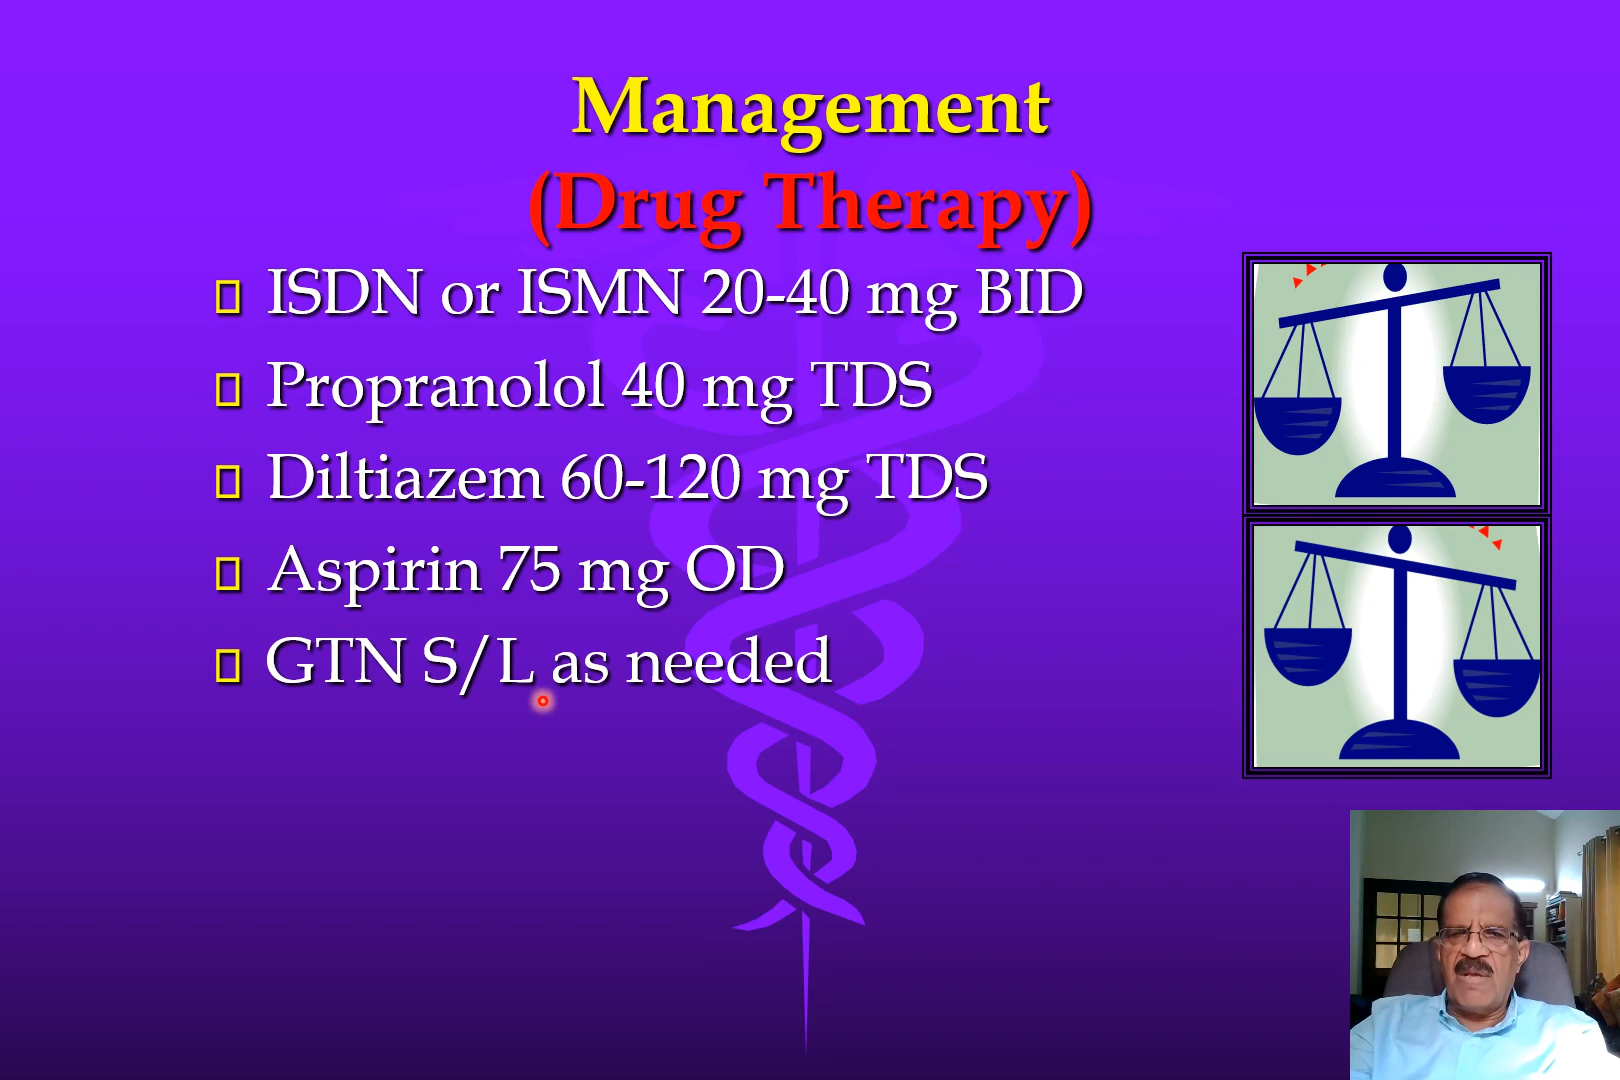 Management
(Drug Therapy)
ISDN or ISMN 20-40 mg BID
Propranolol 40 mg TDS
Diltiazem 60-120 mg TDS
Aspirin 75 mg OD
GTN S/L as needed